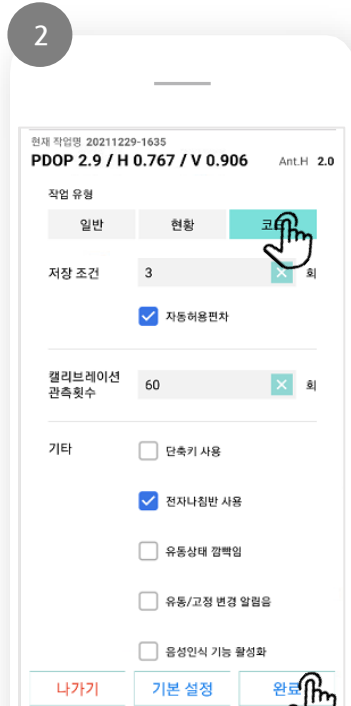 2
현재 작업명 20211229-1635
PDOP 2.9 / H 0.767 / V 0.906 Ant.H 2.0
작업 유형
일반 현황
저장 조건 3 회
자동허용편차
캘리브레이션
관측횟수 60 회
기타 단축키 사용
전자나침반 사용
유동상태 깜빡임
유동/고정 변경 알림음
음성인식 기능 활성화
나가기 기본 설정 완료